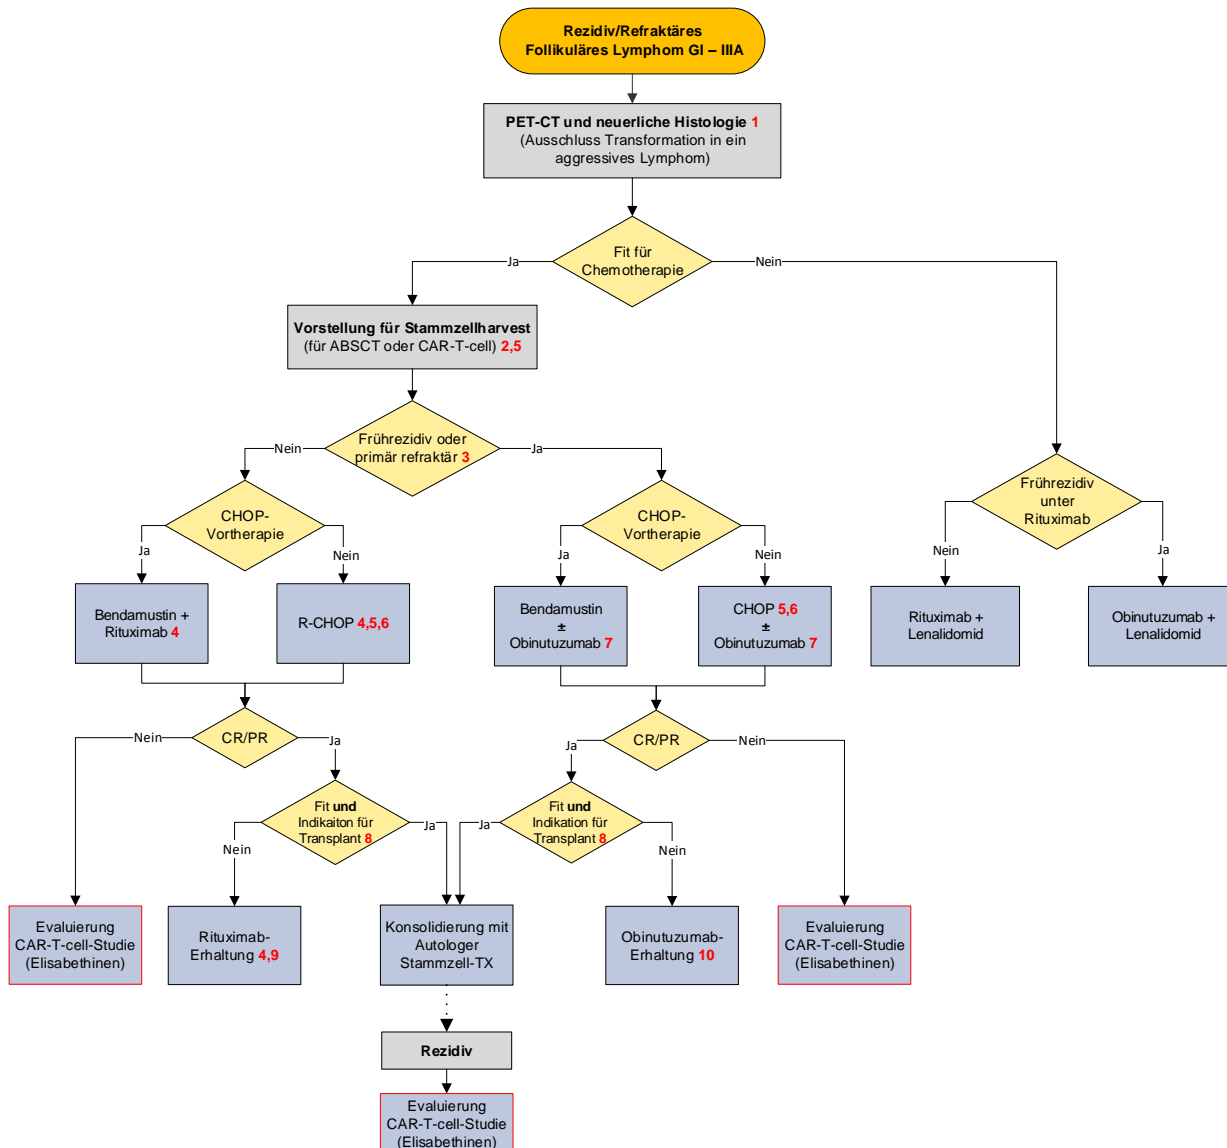 Rezidiv/Refraktäres
Follikuläres Lymphom GI – IIIA
PET-CT und neuerliche Histologie 1
(Ausschluss Transformation in ein
aggressives Lymphom)
Fit für
Chemotherapie
Ja
Nein
Vorstellung für Stammzellharvest
(für ABSCT oder CAR-T-cell) 2,5
Frührezidiv oder
primär refraktär 3
Nein
Ja
Frührezidiv
unter
Rituximab
CHOP-
Vortherapie
CHOP-
Vortherapie
Ja
Nein
Ja
Nein
Nein
Ja
Bendamustin +
Rituximab 4
R-CHOP 4,5,6
Bendamustin
±
Obinutuzumab 7
CHOP 5,6
±
Obinutuzumab 7
Rituximab +
Lenalidomid
Obinutuzumab +
Lenalidomid
CR/PR
Nein
Ja
CR/PR
Ja
Nein
Fit und
Indikaiton für
Transplant 8
Fit und
Indikation für
Transplant 8
Nein
Ja
Ja
Nein
Evaluierung
CAR-T-cell-Studie
(Elisabethinen)
Rituximab-
Erhaltung 4,9
Konsolidierung mit
Autologer
Stammzell-TX
Obinutuzumab-
Erhaltung 10
Evaluierung
CAR-T-cell-Studie
(Elisabethinen)
Rezidiv
Evaluierung
CAR-T-cell-Studie
(Elisabethinen)